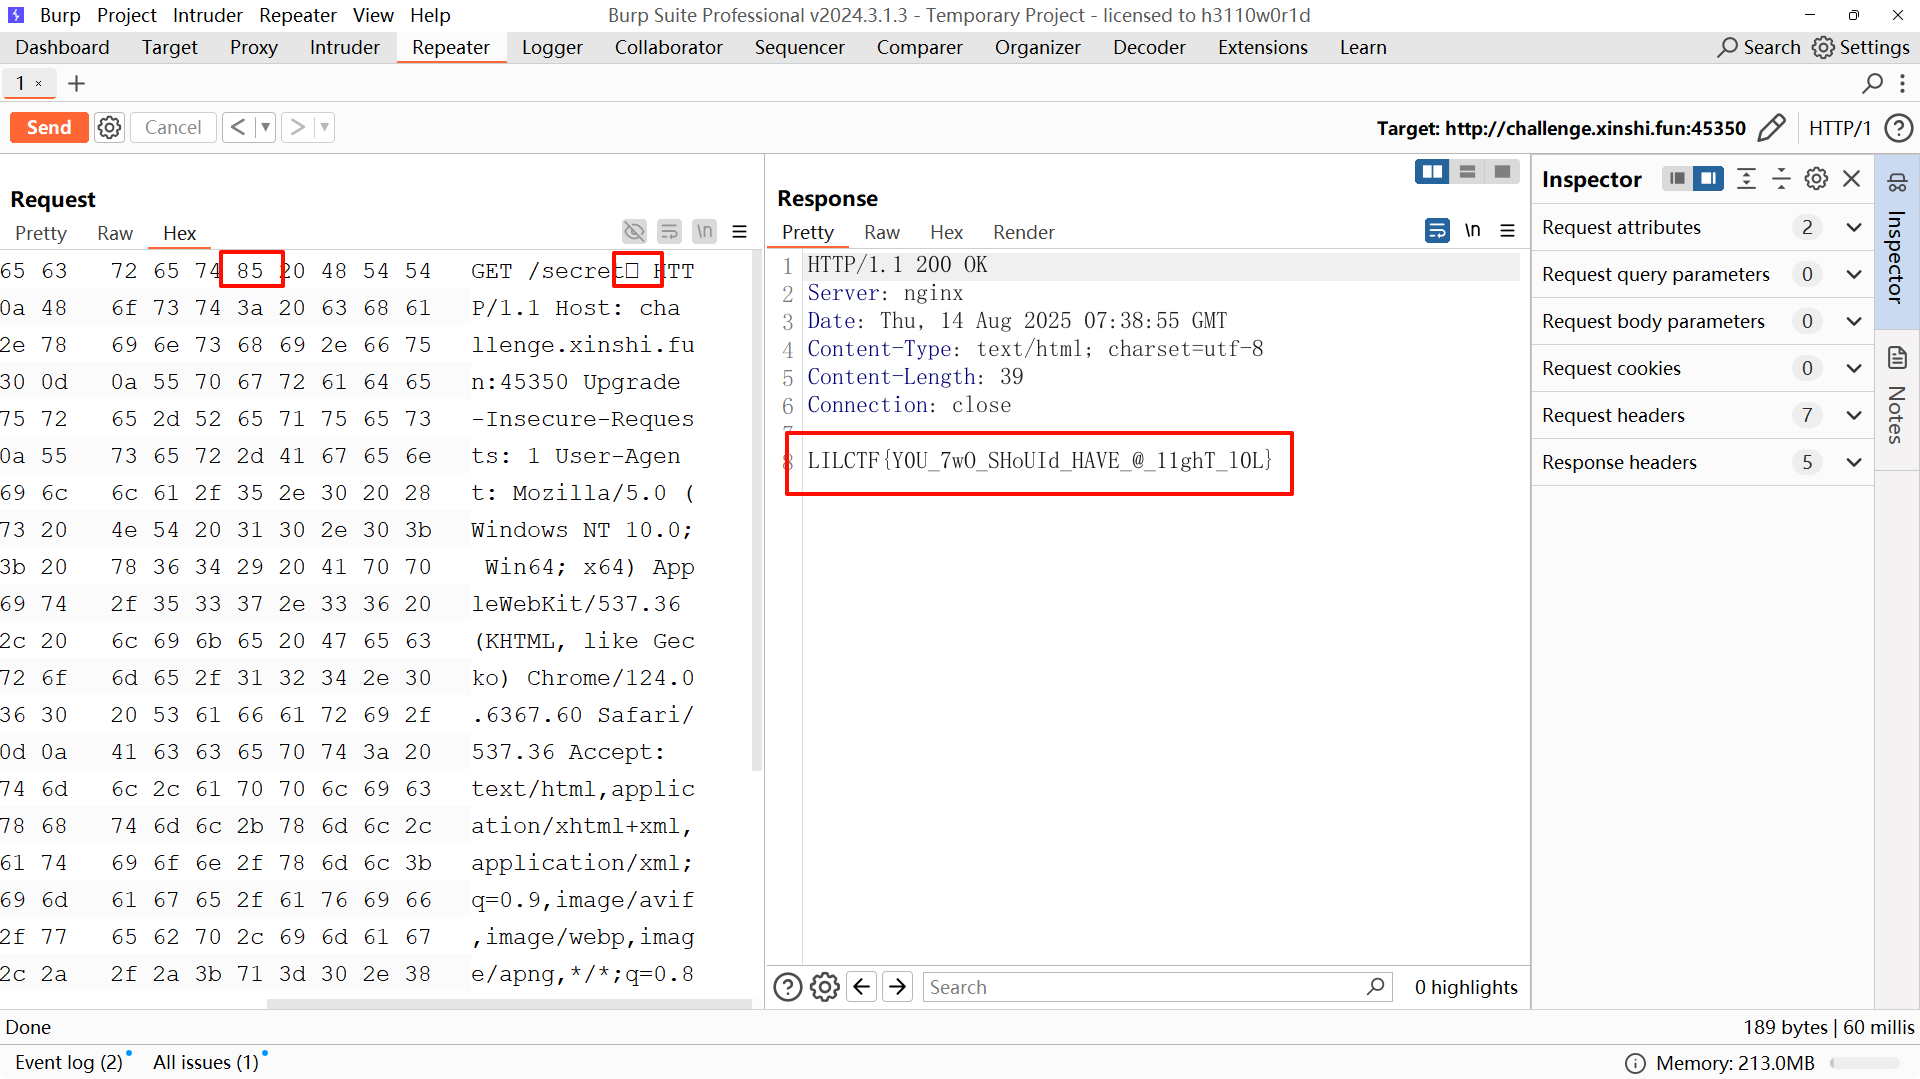 Burp Project Intruder Repeater View Help
Burp Suite Professional v2024.3.1.3 - Temporary Project - licensed to h3110w0r1d
Dashboard Target Proxy Intruder Repeater Logger Collaborator Sequencer Comparer Organizer Decoder Extensions Learn
Search Settings
1 ×
Send Cancel
Target: http://challenge.xinshi.fun:45350 HTTP/1
Request
Pretty Raw Hex
\n
65 63 72 65 74 85 20 48 54 54 GET /secret□ HTT
0a 48 6f 73 74 3a 20 63 68 61 P/1.1 Host: cha
2e 78 69 6e 73 68 69 2e 66 75 llenge.xinshi.fu
30 0d 0a 55 70 67 72 61 64 65 n:45350 Upgrade
75 72 65 2d 52 65 71 75 65 73 -Insecure-Reques
0a 55 73 65 72 2d 41 67 65 6e ts: 1 User-Agen
69 6c 6c 61 2f 35 2e 30 20 28 t: Mozilla/5.0 (
73 20 4e 54 20 31 30 2e 30 3b Windows NT 10.0;
3b 20 78 36 34 29 20 41 70 70 Win64; x64) App
69 74 2f 35 33 37 2e 33 36 20 leWebKit/537.36
2c 20 6c 69 6b 65 20 47 65 63 (KHTML, like Gec
72 6f 6d 65 2f 31 32 34 2e 30 ko) Chrome/124.0
36 30 20 53 61 66 61 72 69 2f .6367.60 Safari/
0d 0a 41 63 63 65 70 74 3a 20 537.36 Accept:
74 6d 6c 2c 61 70 70 6c 69 63 text/html,applic
78 68 74 6d 6c 2b 78 6d 6c 2c ation/xhtml+xml,
61 74 69 6f 6e 2f 78 6d 6c 3b application/xml;
69 6d 61 67 65 2f 61 76 69 66 q=0.9,image/avif
2f 77 65 62 70 2c 69 6d 61 67 ,image/webp,imag
2c 2a 2f 2a 3b 71 3d 30 2e 38 e/apng,*/*;q=0.8
Response
Pretty Raw Hex Render
\n
1 HTTP/1.1 200 OK
2 Server: nginx
3 Date: Thu, 14 Aug 2025 07:38:55 GMT
4 Content-Type: text/html; charset=utf-8
5 Content-Length: 39
6 Connection: close
7
8 LILCTF{Y0U_7wO_SHoUId_HAVE_@_11ghT_lOL}
Search
0 highlights
Inspector
Request attributes 2
Request query parameters 0
Request body parameters 0
Request cookies 0
Request headers 7
Response headers 5
Inspector
Notes
Done
189 bytes | 60 millis
Event log (2) All issues (1)
Memory: 213.0MB